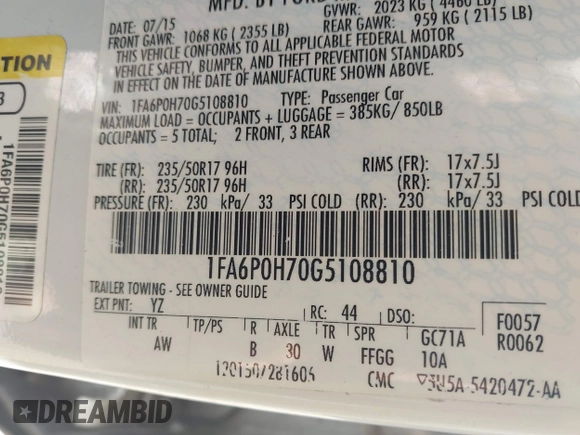 MFD. BY FORD
DATE: 07/15 GVWR: 2023 KG ( 4460 LB)
FRONT GAWR: 1068 KG ( 2355 LB) REAR GAWR: 959 KG ( 2115 LB)
THIS VEHICLE CONFORMS TO ALL APPLICABLE FEDERAL MOTOR
VEHICLE SAFETY, BUMPER, AND THEFT PREVENTION STANDARDS
IN EFFECT ON THE DATE OF MANUFACTURE SHOWN ABOVE.
VIN: 1FA6P0H70G5108810 TYPE: Passenger Car
MAXIMUM LOAD = OCCUPANTS + LUGGAGE = 385KG/ 850LB
OCCUPANTS = 5 TOTAL; 2 FRONT, 3 REAR
TIRE (FR): 235/50R17 96H RIMS (FR): 17x7.5J
(RR): 235/50R17 96H (RR): 17x7.5J
PRESSURE (FR): 230 kPa/ 33 PSI COLD (RR): 230 kPa/ 33 PSI COLD
1FA6P0H70G5108810
TRAILER TOWING - SEE OWNER GUIDE
EXT PNT: YZ RC: 44 DSO: F0057
INT TR TP/PS R AXLE TR SPR GC71A R0062
AW B 30 W FFGG 10A
CMC 5420472-AA
1FA6P0H70G5108810
DREAMBID